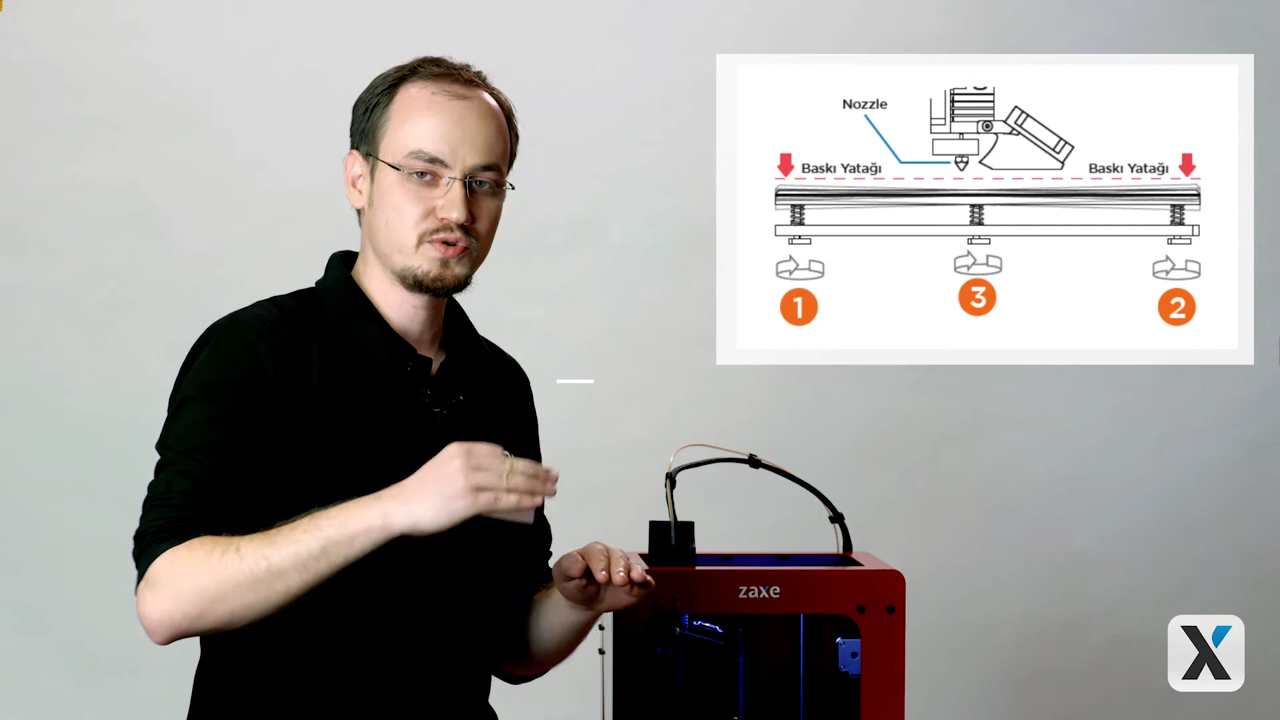 Nozzle
Baskı Yatağı
Baskı Yatağı
1
3
2
zaxe
X